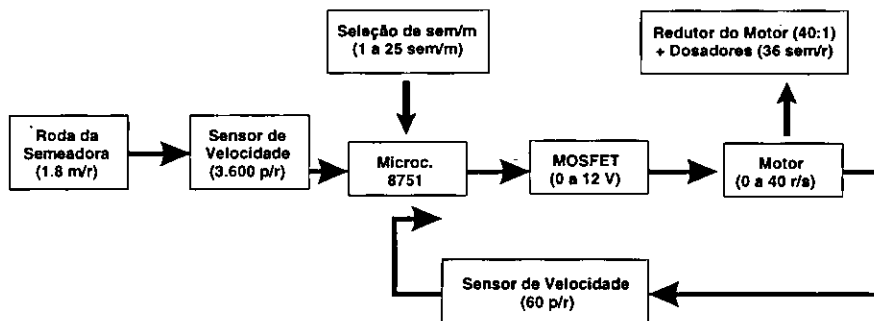 Seleção de sem/m
(1 a 25 sem/m)
Redutor do Motor (40:1)
+ Dosadores (36 sem/r)
Roda da
Semeadora
(1.8 m/r)
Sensor de
Velocidade
(3.600 p/r)
Microc.
8751
MOSFET
(0 a 12 V)
Motor
(0 a 40 r/s)
Sensor de Velocidade
(60 p/r)